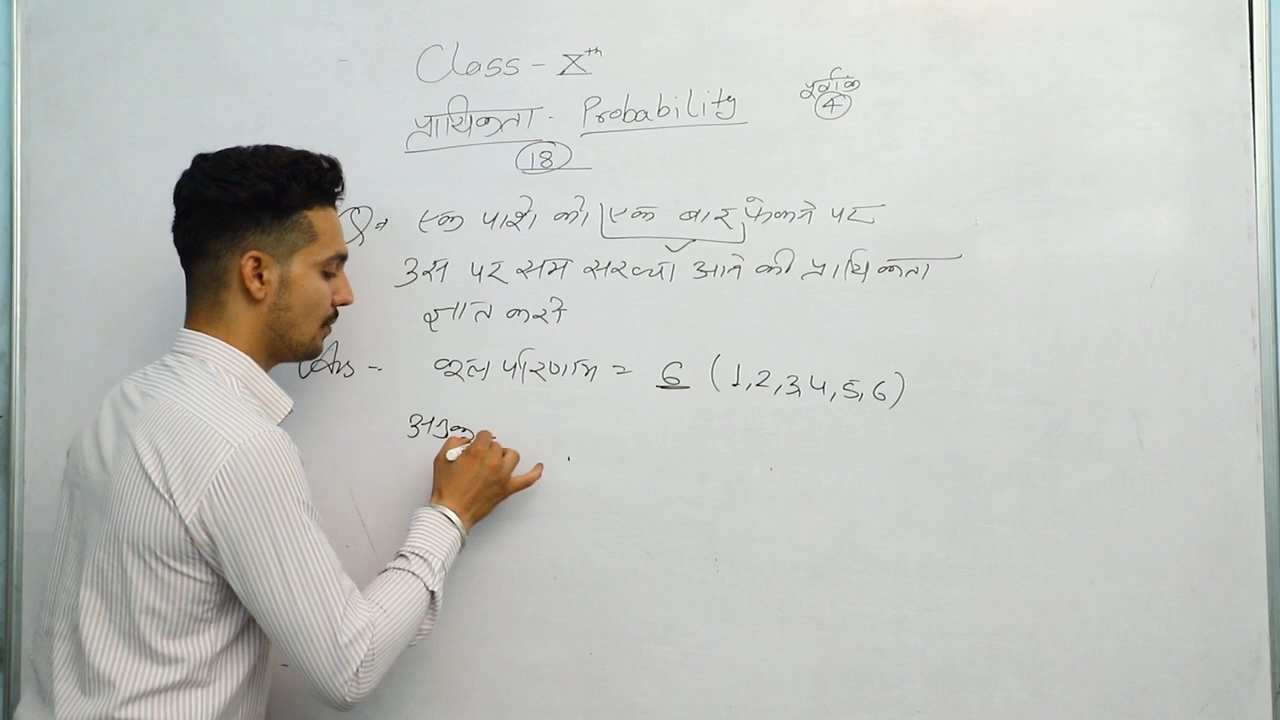 Class - Xth
प्रायिकता - Probability
4
18
Q⇒ एक पाशे को एक बार फेंकने पर
उस पर सम संख्या आने की प्रायिकता
ज्ञात करो
Ans - कुल परिणाम = 6 (1,2,3,4,5,6)